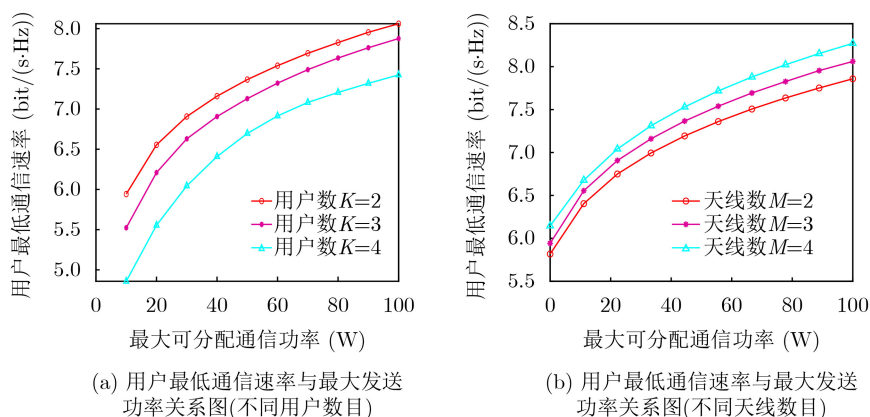 用户最低通信速率 (bit/(s·Hz))
8.0
7.5
7.0
6.5
6.0
5.5
5.0
用户数K=2
用户数K=3
用户数K=4
0 20 40 60 80 100
最大可分配通信功率 (W)
(a) 用户最低通信速率与最大发送
功率关系图(不同用户数目)
用户最低通信速率 (bit/(s·Hz))
8.5
8.0
7.5
7.0
6.5
6.0
5.5
天线数M=2
天线数M=3
天线数M=4
0 20 40 60 80 100
最大可分配通信功率 (W)
(b) 用户最低通信速率与最大发送
功率关系图(不同天线数目)